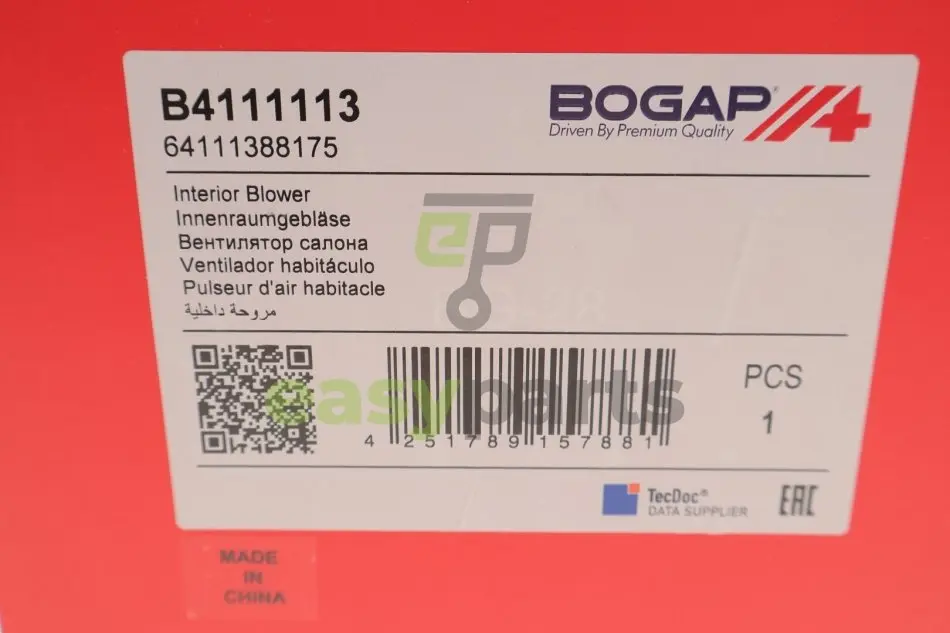 B4111113
BOGAP
Driven By Premium Quality
64111388175
Interior Blower
Innenraumgebläse
Вентилятор салона
Ventilador habitáculo
Pulseur d'air habitacle
مروحة داخلية
ep
easyparts
PCS
1
4 251789 157881
TecDoc®
DATA SUPPLIER
EAC
MADE
IN
CHINA